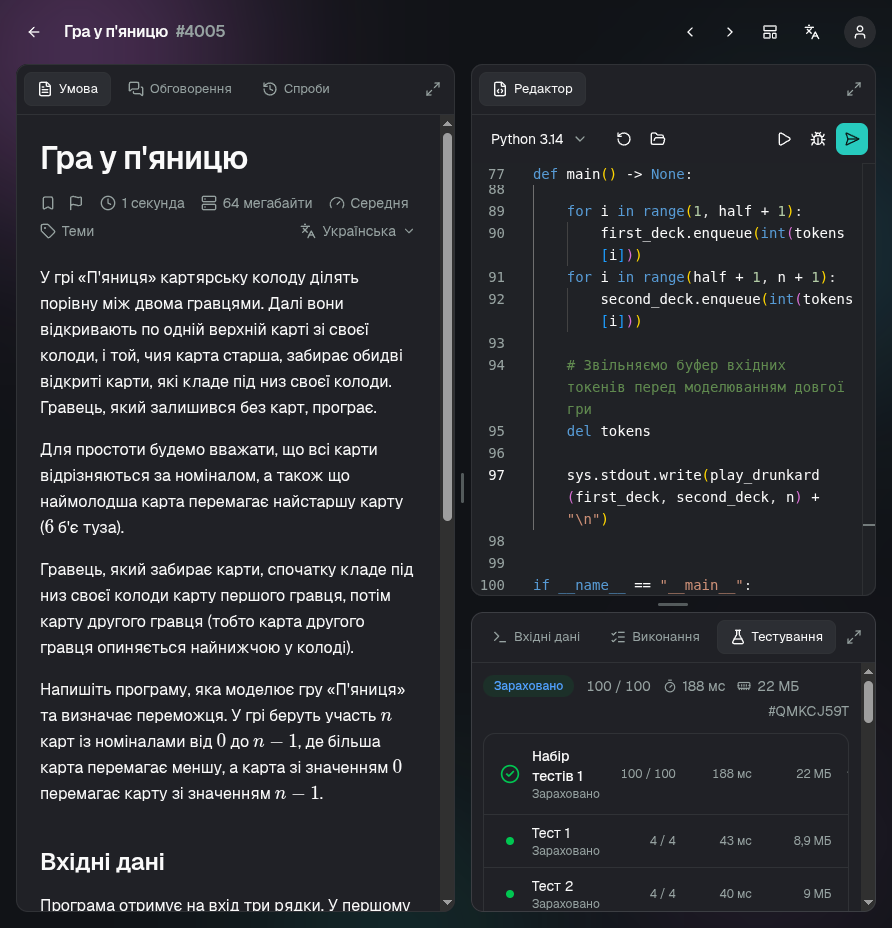 Гра у п'яницю #4005
Умова Обговорення Спроби
Гра у п'яницю
1 секунда 64 мегабайти Середня
Теми Українська
У грі «П'яниця» картярську колоду ділять
порівну між двома гравцями. Далі вони
відкривають по одній верхній карті зі своєї
колоди, і той, чия карта старша, забирає обидві
відкриті карти, які кладе під низ своєї колоди.
Гравець, який залишився без карт, програє.
Для простоти будемо вважати, що всі карти
відрізняються за номіналом, а також що
наймолодша карта перемагає найстаршу карту
(6 б'є туза).
Гравець, який забирає карти, спочатку кладе під
низ своєї колоди карту першого гравця, потім
карту другого гравця (тобто карта другого
гравця опиняється найнижчою у колоді).
Напишіть програму, яка моделює гру «П'яниця»
та визначає переможця. У грі беруть участь n
карт із номіналами від 0 до n − 1, де більша
карта перемагає меншу, а карта зі значенням 0
перемагає карту зі значенням n − 1.
Вхідні дані
Програма отримує на вхід три рядки. У першому
Редактор
Python 3.14
77 def main() -> None:
88
89 for i in range(1, half + 1):
90 first_deck.enqueue(int(tokens
[i]))
91 for i in range(half + 1, n + 1):
92 second_deck.enqueue(int(tokens
[i]))
93
94 # Звільняємо буфер вхідних
токенів перед моделюванням довгої
гри
95 del tokens
96
97 sys.stdout.write(play_drunkard
(first_deck, second_deck, n) +
"\n")
98
99
100 if __name__ == "__main__":
Вхідні дані Виконання Тестування
Зараховано 100 / 100 188 мс 22 МБ
#QMKCJ59T
Набір
тестів 1 100 / 100 188 мс 22 МБ
Зараховано
Тест 1 4 / 4 43 мс 8,9 МБ
Зараховано
Тест 2 4 / 4 40 мс 9 МБ
Зараховано